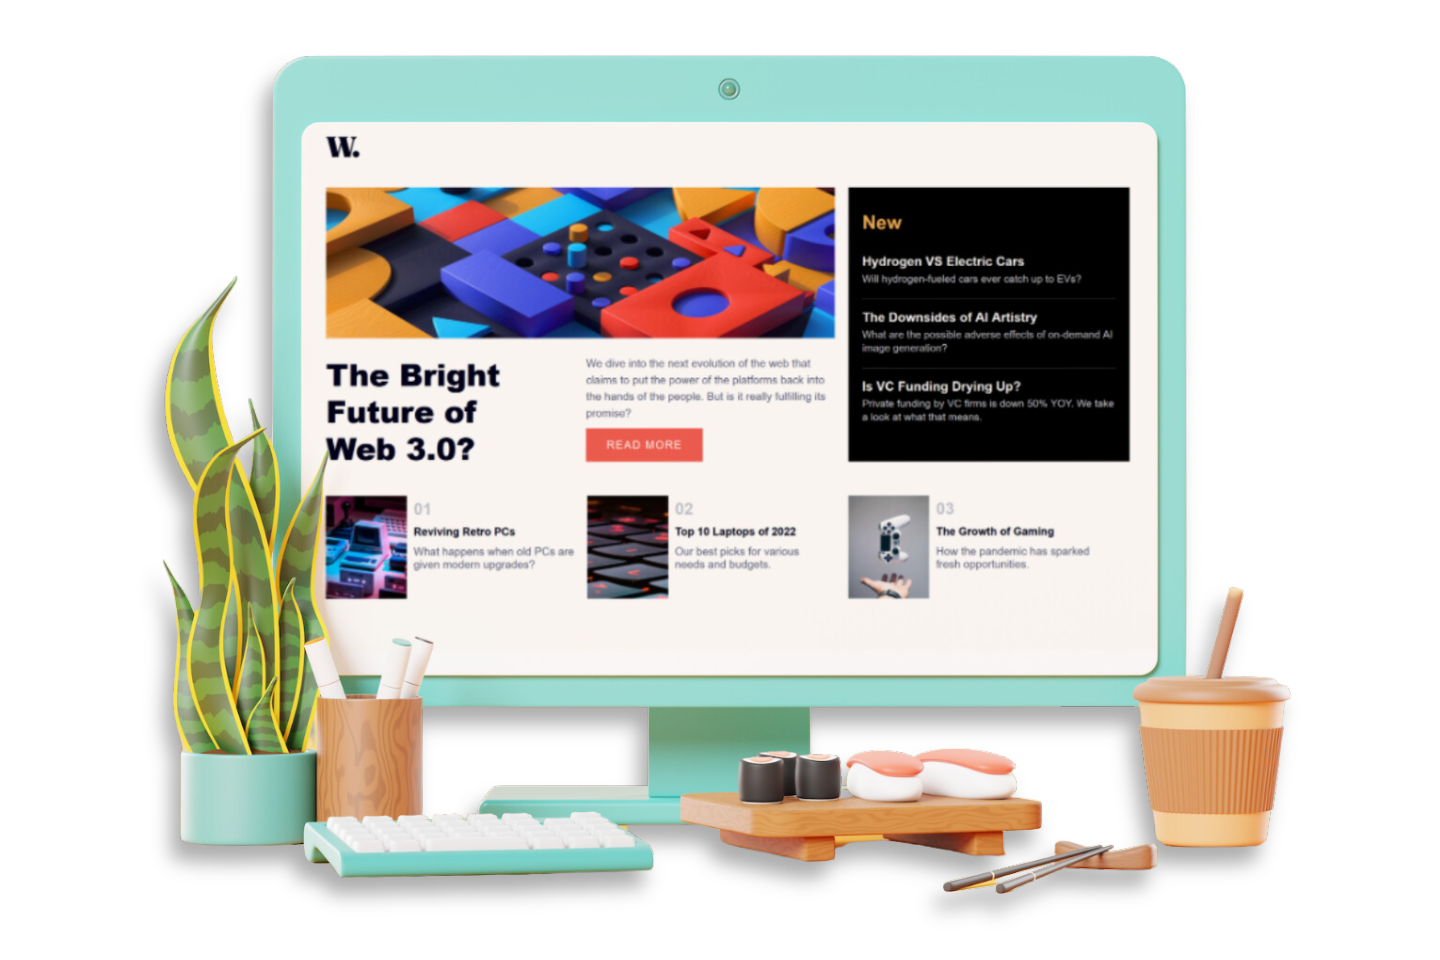 W.
The Bright
Future of
Web 3.0?
We dive into the next evolution of the web that
claims to put the power of the platforms back into
the hands of the people. But is it really fulfilling its
promise?
READ MORE
New
Hydrogen VS Electric Cars
Will hydrogen-fueled cars ever catch up to EVs?
The Downsides of AI Artistry
What are the possible adverse effects of on-demand AI
image generation?
Is VC Funding Drying Up?
Private funding by VC firms is down 50% YOY. We take
a look at what that means.
01
Reviving Retro PCs
What happens when old PCs are
given modern upgrades?
02
Top 10 Laptops of 2022
Our best picks for various
needs and budgets.
03
The Growth of Gaming
How the pandemic has sparked
fresh opportunities.